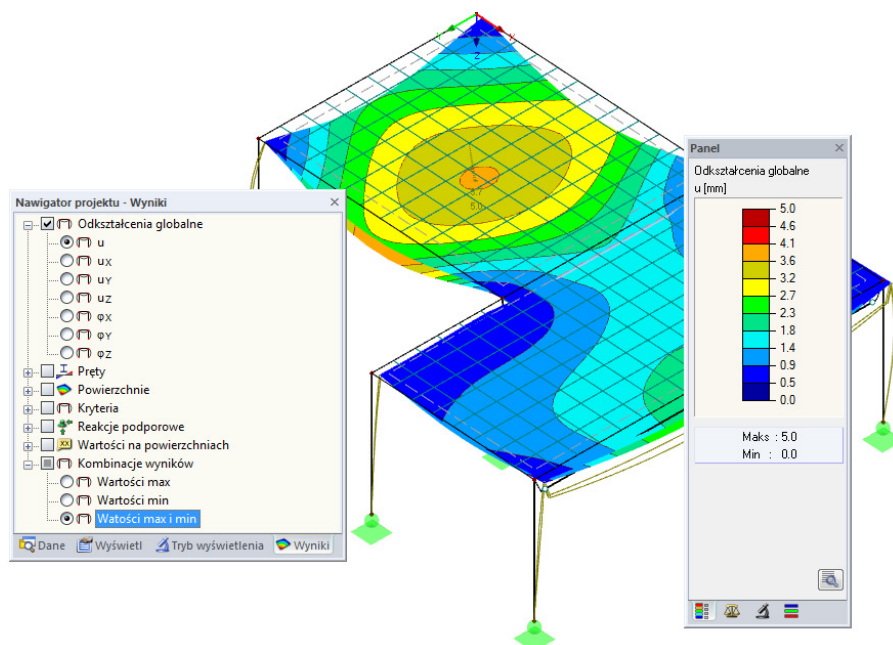 X
Z
5.7
5.0
Nawigator projektu - Wyniki
Odkształcenia globalne
u
uX
uY
uZ
φX
φY
φZ
Pręty
Powierzchnie
Kryteria
Reakcje podporowe
Wartości na powierzchniach
Kombinacje wyników
Wartości max
Wartości min
Watości max i min
Dane Wyświetl Tryb wyświetlenia Wyniki
Panel
Odkształcenia globalne
u [mm]
5.0
4.6
4.1
3.6
3.2
2.7
2.3
1.8
1.4
0.9
0.5
0.0
Maks : 5.0
Min : 0.0